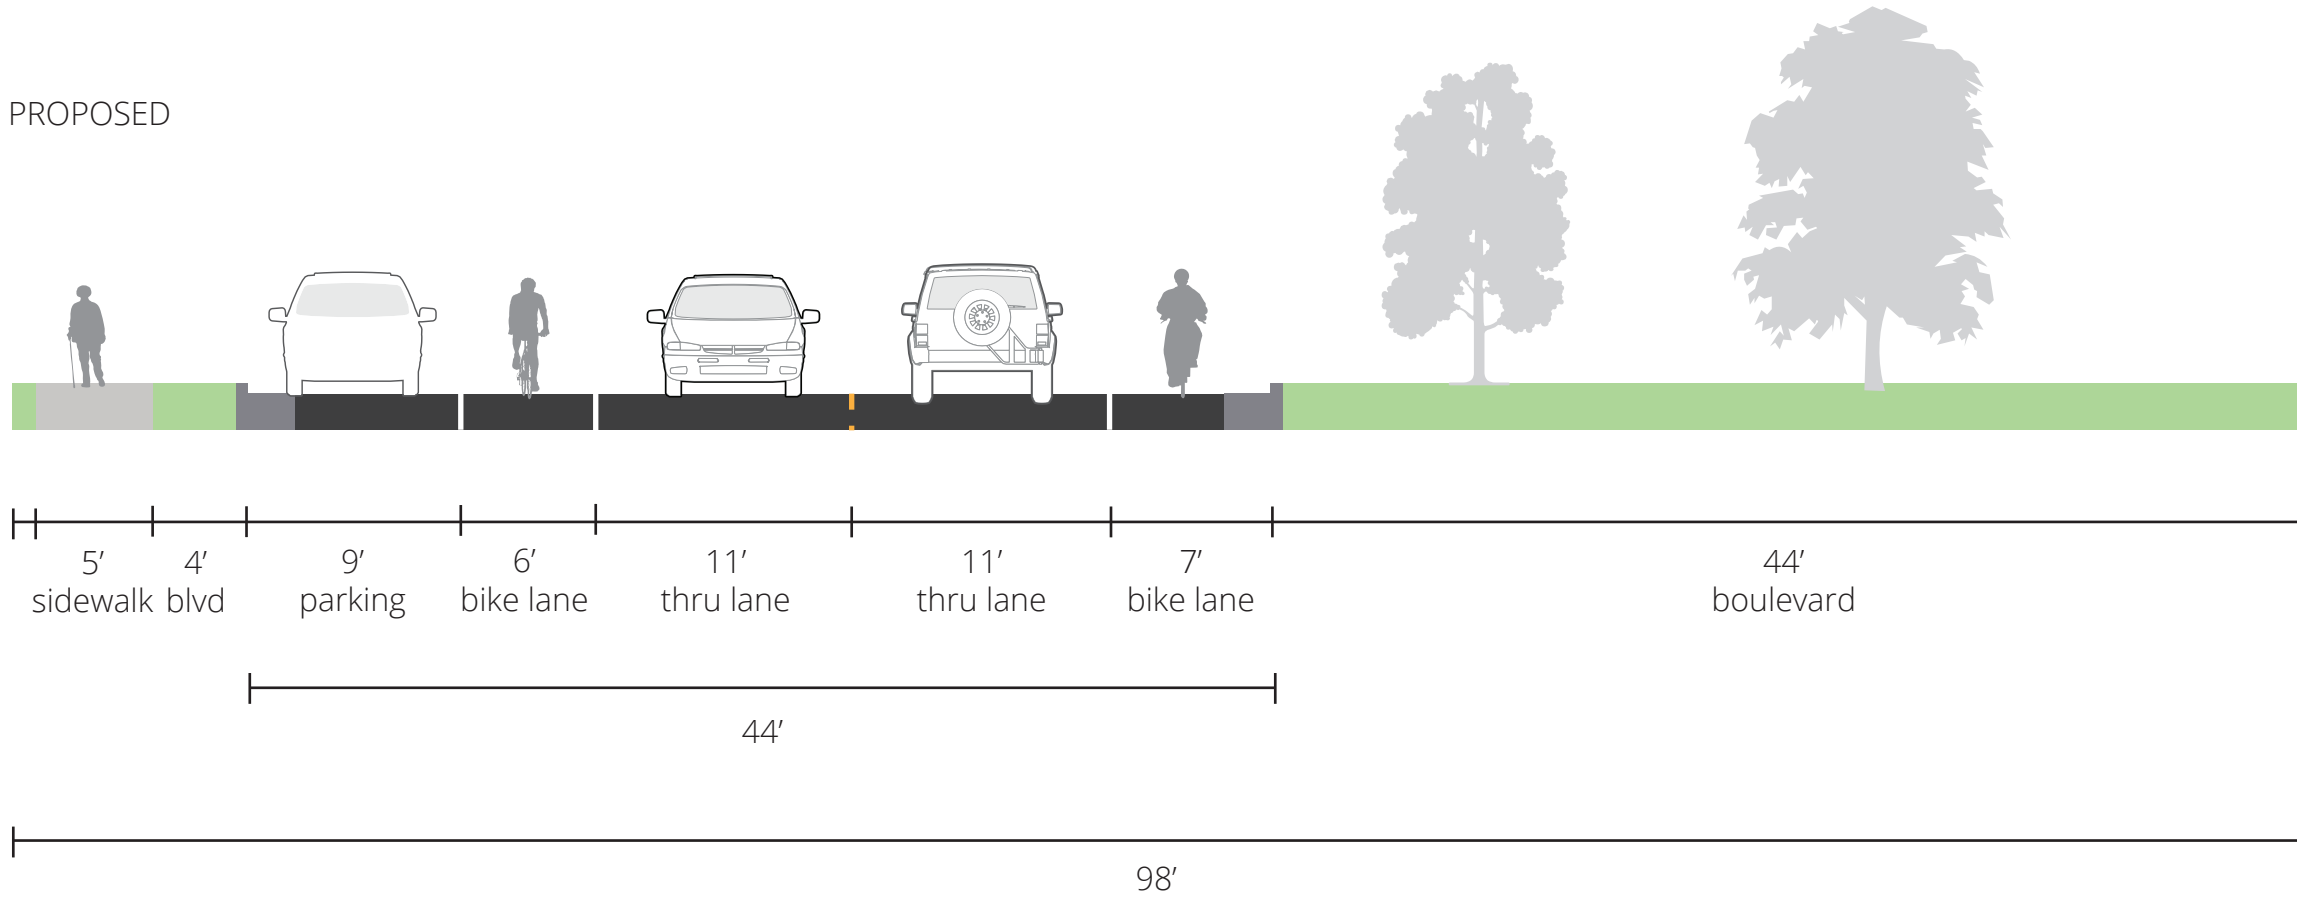 PROPOSED
5’ 4’ 9’ 6’ 11’ 11’ 7’ 44’
sidewalk blvd parking bike lane thru lane thru lane bike lane boulevard
44’
98’